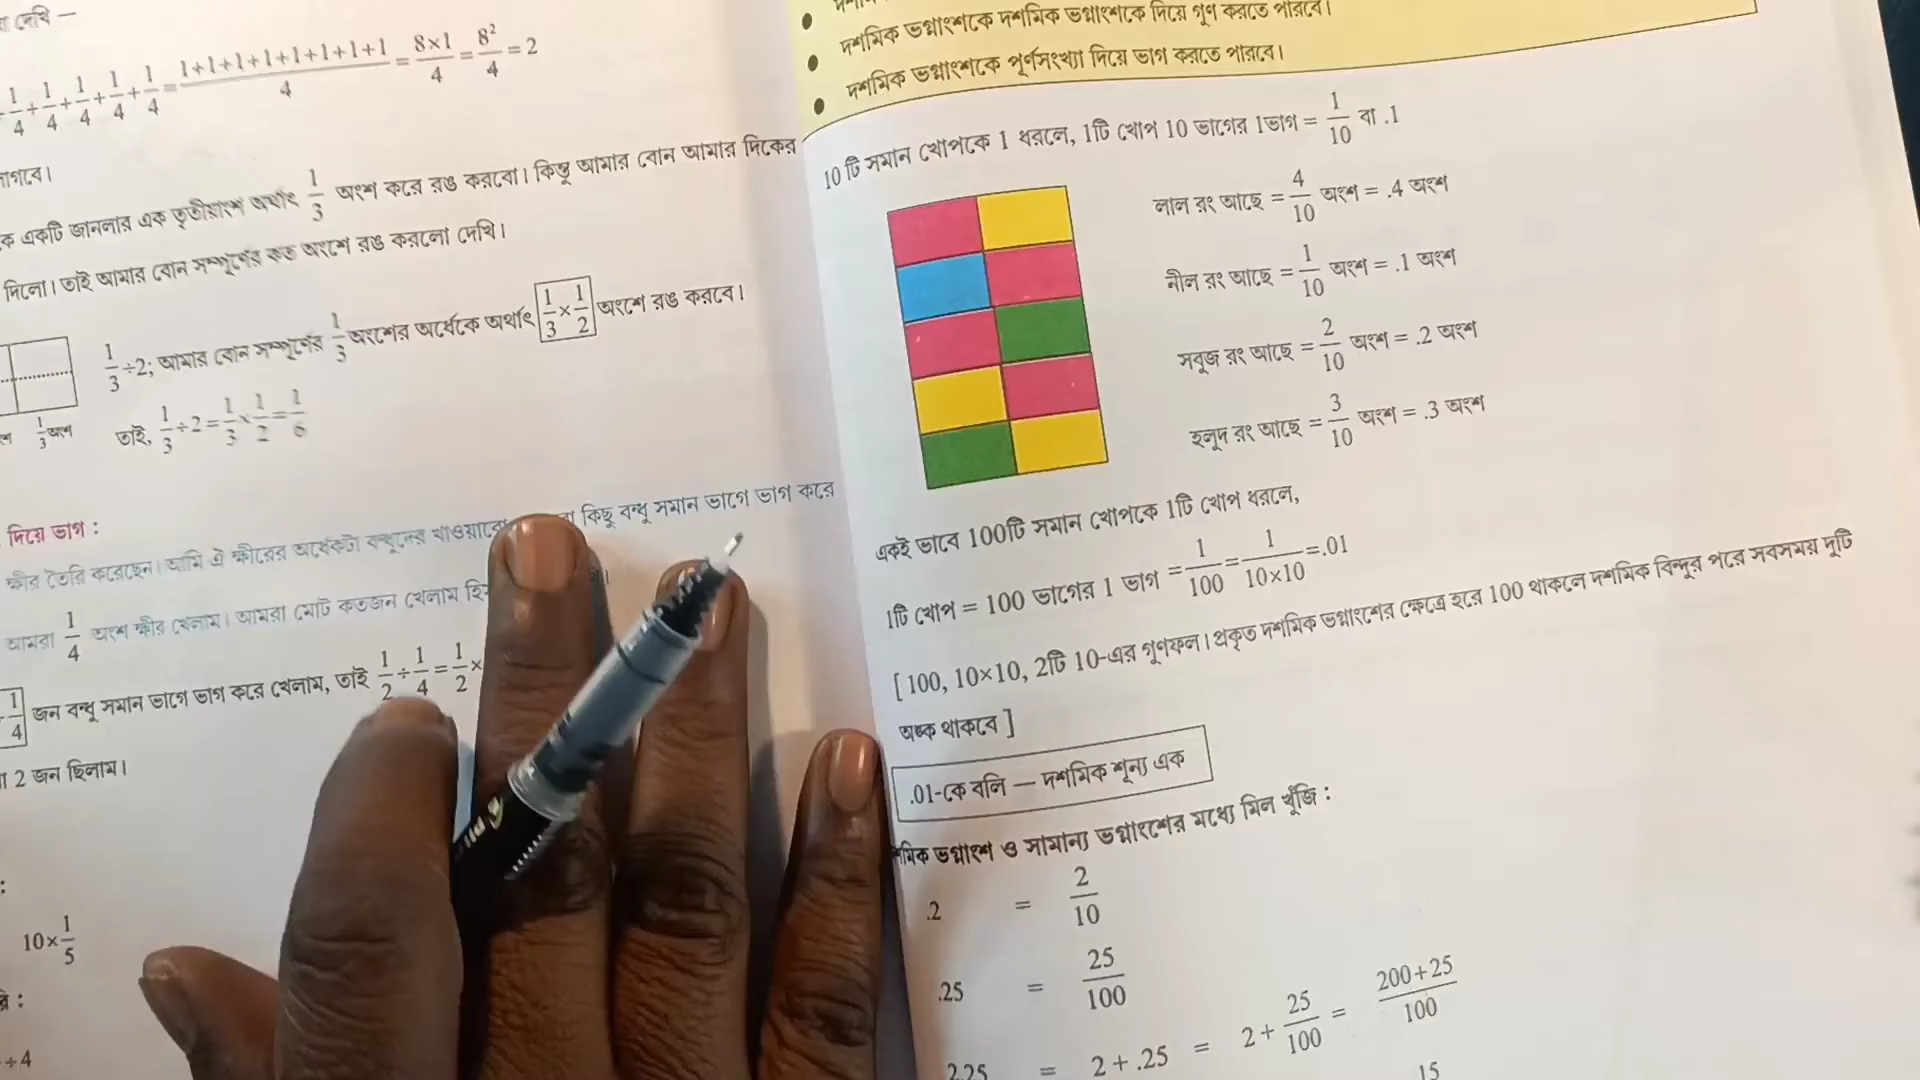 দেখি —
1/4 + 1/4 + 1/4 + 1/4 + 1/4 = 1+1+1+1+1+1+1+1/4 = 8×1/4 = 8²/4 = 2
লাগবে।
একটি জানলার এক তৃতীয়াংশ অর্থাৎ 1/3 অংশ করে রঙ করবো। কিন্তু আমার বোন আমার দিকের
দিলো। তাই আমার বোন সম্পূর্ণের কত অংশে রঙ করলো দেখি।
1/3 ÷2; আমার বোন সম্পূর্ণের 1/3 অংশের অর্ধেকে অর্থাৎ 1/3 × 1/2 অংশে রঙ করবে।
1/3 অংশ
তাই, 1/3 ÷ 2 = 1/3 × 1/2 = 1/6
দিয়ে ভাগ :
ক্ষীর তৈরি করেছেন। আমি ঐ ক্ষীরের অর্ধেকটা বন্ধুদের খাওয়াবো কিছু বন্ধু সমান ভাগে ভাগ করে
আমরা 1/4 অংশ ক্ষীর খেলাম। আমরা মোট কতজন খেলাম
1/4 জন বন্ধু সমান ভাগে ভাগ করে খেলাম, তাই 1/2 ÷ 1/4 = 1/2 ×
2 জন ছিলাম।
:
10× 1/5
:
÷4
দশমিক ভগ্নাংশকে দশমিক ভগ্নাংশকে দিয়ে গুণ করতে পারবে।
দশমিক ভগ্নাংশকে পূর্ণসংখ্যা দিয়ে ভাগ করতে পারবে।
10 টি সমান খোপকে 1 ধরলে, 1টি খোপ 10 ভাগের 1ভাগ = 1/10 বা .1
লাল রং আছে = 4/10 অংশ = .4 অংশ
নীল রং আছে = 1/10 অংশ = .1 অংশ
সবুজ রং আছে = 2/10 অংশ = .2 অংশ
হলুদ রং আছে = 3/10 অংশ = .3 অংশ
একই ভাবে 100টি সমান খোপকে 1টি খোপ ধরলে,
1টি খোপ = 100 ভাগের 1 ভাগ = 1/100 = 1/10×10 = .01
[ 100, 10×10, 2টি 10-এর গুণফল। প্রকৃত দশমিক ভগ্নাংশের ক্ষেত্রে হরে 100 থাকলে দশমিক বিন্দুর পরে সবসময় দুটি
অঙ্ক থাকবে ]
.01-কে বলি — দশমিক শূন্য এক
মিক ভগ্নাংশ ও সামান্য ভগ্নাংশের মধ্যে মিল খুঁজি :
.2 = 2/10
.25 = 25/100
2.25 = 2 + .25 = 2 + 25/100 = 200+25/100
15
PIL